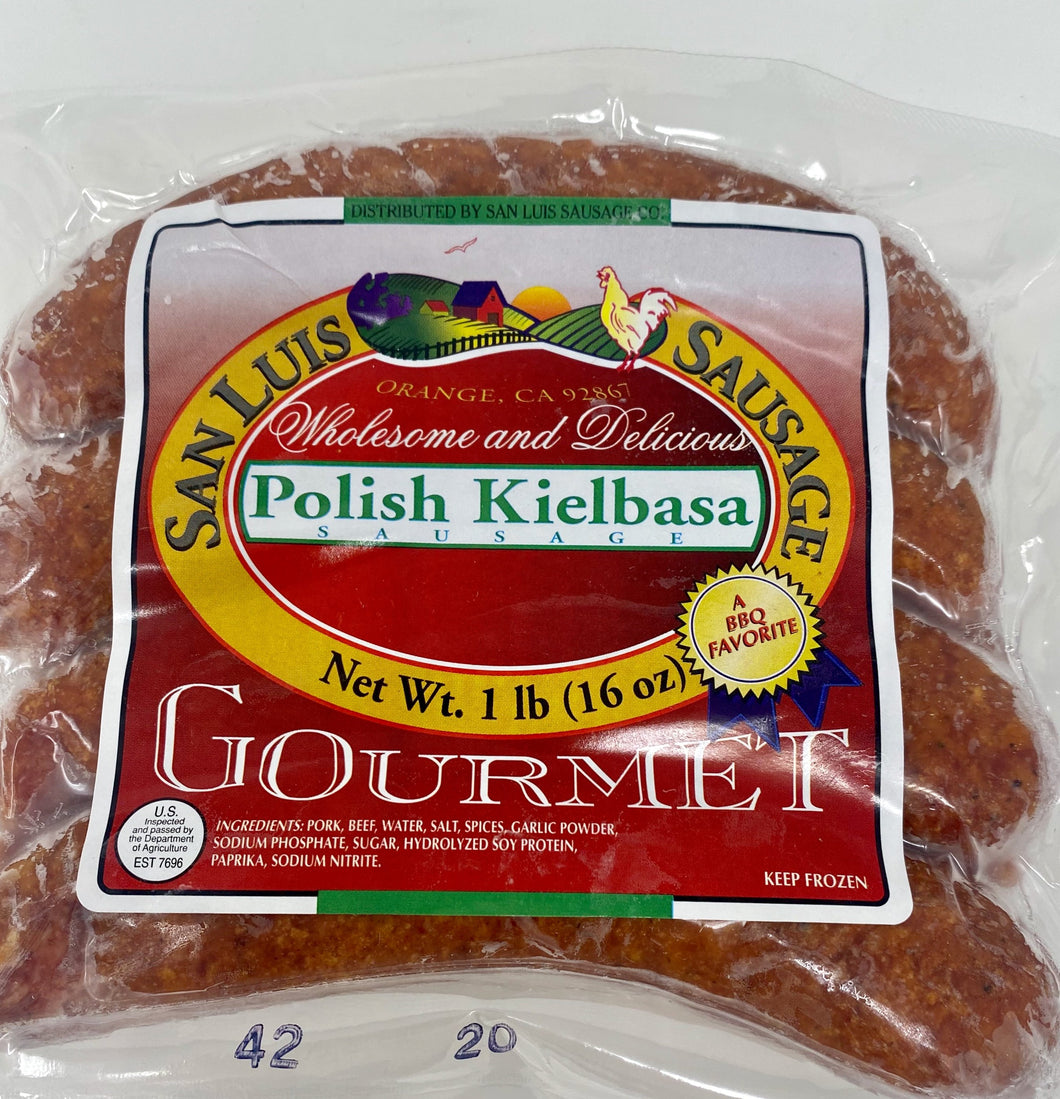 DISTRIBUTED BY SAN LUIS SAUSAGE CO.
SAN LUIS SAUSAGE
ORANGE, CA 92867
Wholesome and Delicious
Polish Kielbasa
SAUSAGE
A
BBQ
FAVORITE
Net Wt. 1 lb (16 oz)
GOURMET
U.S.
Inspected
and passed by
the Department
of Agriculture
EST 7696
INGREDIENTS: PORK, BEEF, WATER, SALT, SPICES, GARLIC POWDER,
SODIUM PHOSPHATE, SUGAR, HYDROLYZED SOY PROTEIN,
PAPRIKA, SODIUM NITRITE.
KEEP FROZEN
42 20